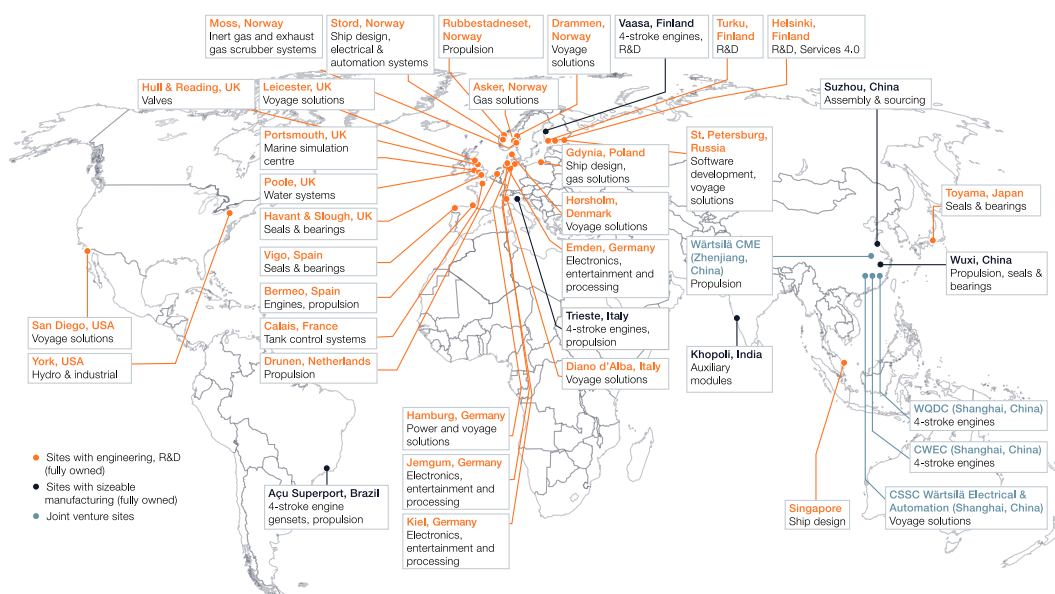 Moss, Norway
Inert gas and exhaust
gas scrubber systems
Stord, Norway
Ship design,
electrical &
automation systems
Rubbestadneset,
Norway
Propulsion
Drammen,
Norway
Voyage
solutions
Vaasa, Finland
4-stroke engines,
R&D
Turku,
Finland
R&D
Helsinki,
Finland
R&D, Services 4.0
Hull & Reading, UK
Valves
Leicester, UK
Voyage solutions
Asker, Norway
Gas solutions
Suzhou, China
Assembly & sourcing
Portsmouth, UK
Marine simulation
centre
Gdynia, Poland
Ship design,
gas solutions
St. Petersburg,
Russia
Software
development,
voyage
solutions
Poole, UK
Water systems
Toyama, Japan
Seals & bearings
Havant & Slough, UK
Seals & bearings
Hørsholm,
Denmark
Voyage solutions
Vigo, Spain
Seals & bearings
Emden, Germany
Electronics,
entertainment and
processing
Wärtsilä CME
(Zhenjiang,
China)
Propulsion
Wuxi, China
Propulsion, seals &
bearings
Bermeo, Spain
Engines, propulsion
San Diego, USA
Voyage solutions
Calais, France
Tank control systems
Trieste, Italy
4-stroke engines,
propulsion
Khopoli, India
Auxiliary
modules
York, USA
Hydro & industrial
Drunen, Netherlands
Propulsion
Diano d'Alba, Italy
Voyage solutions
Hamburg, Germany
Power and voyage
solutions
WQDC (Shanghai, China)
4-stroke engines
CWEC (Shanghai, China)
4-stroke engines
Jemgum, Germany
Electronics,
entertainment and
processing
Sites with engineering, R&D
(fully owned)
Sites with sizeable
manufacturing (fully owned)
Joint venture sites
Açu Superport, Brazil
4-stroke engine
gensets, propulsion
CSSC Wärtsilä Electrical &
Automation (Shanghai, China)
Voyage solutions
Singapore
Ship design
Kiel, Germany
Electronics,
entertainment and
processing